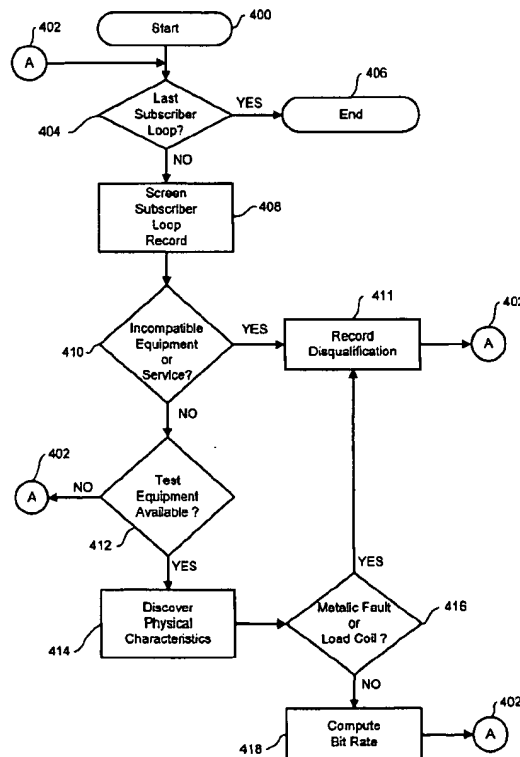 402
A
Start
400
Last
Subscriber
Loop?
404
YES
406
End
NO
Screen
Subscriber
Loop
Record
408
410
Incompatible
Equipment
or
Service?
YES
411
Record
Disqualification
402
A
NO
402
A
NO
Test
Equipment
Available ?
412
YES
YES
Discover
Physical
Characteristics
414
Metalic Fault
or
Load Coil ?
416
NO
Compute
Bit Rate
418
402
A